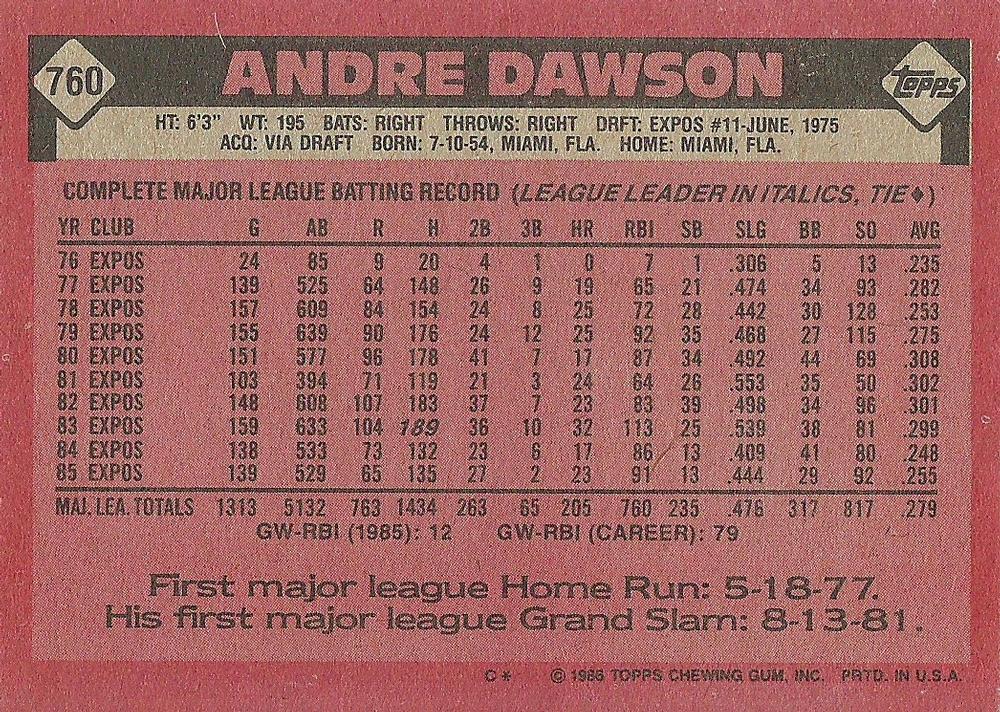 760 ANDRE DAWSON topps
HT: 6'3" WT: 195 BATS: RIGHT THROWS: RIGHT DRFT: EXPOS #11-JUNE, 1975
ACQ: VIA DRAFT BORN: 7-10-54, MIAMI, FLA. HOME: MIAMI, FLA.
COMPLETE MAJOR LEAGUE BATTING RECORD (LEAGUE LEADER IN ITALICS, TIE♦)
YR CLUB G AB R H 2B 3B HR RBI SB SLG BB SO AVG
76 EXPOS 24 85 9 20 4 1 0 7 1 .306 5 13 .235
77 EXPOS 139 525 64 148 26 9 19 65 21 .474 34 93 .282
78 EXPOS 157 609 84 154 24 8 25 72 28 .442 30 128 .253
79 EXPOS 155 639 90 176 24 12 25 92 35 .468 27 115 .275
80 EXPOS 151 577 96 178 41 7 17 87 34 .492 44 69 .308
81 EXPOS 103 394 71 119 21 3 24 64 26 .553 35 50 .302
82 EXPOS 148 608 107 183 37 7 23 83 39 .498 34 96 .301
83 EXPOS 159 633 104 189 36 10 32 113 25 .539 38 81 .299
84 EXPOS 138 533 73 132 23 6 17 86 13 .409 41 80 .248
85 EXPOS 139 529 65 135 27 2 23 91 13 .444 29 92 .255
MAJ. LEA. TOTALS 1313 5132 763 1434 263 65 205 760 235 .476 317 817 .279
GW-RBI (1985): 12 GW-RBI (CAREER): 79
First major league Home Run: 5-18-77.
His first major league Grand Slam: 8-13-81.
C* © 1986 TOPPS CHEWING GUM, INC. PRTD. IN U.S.A.